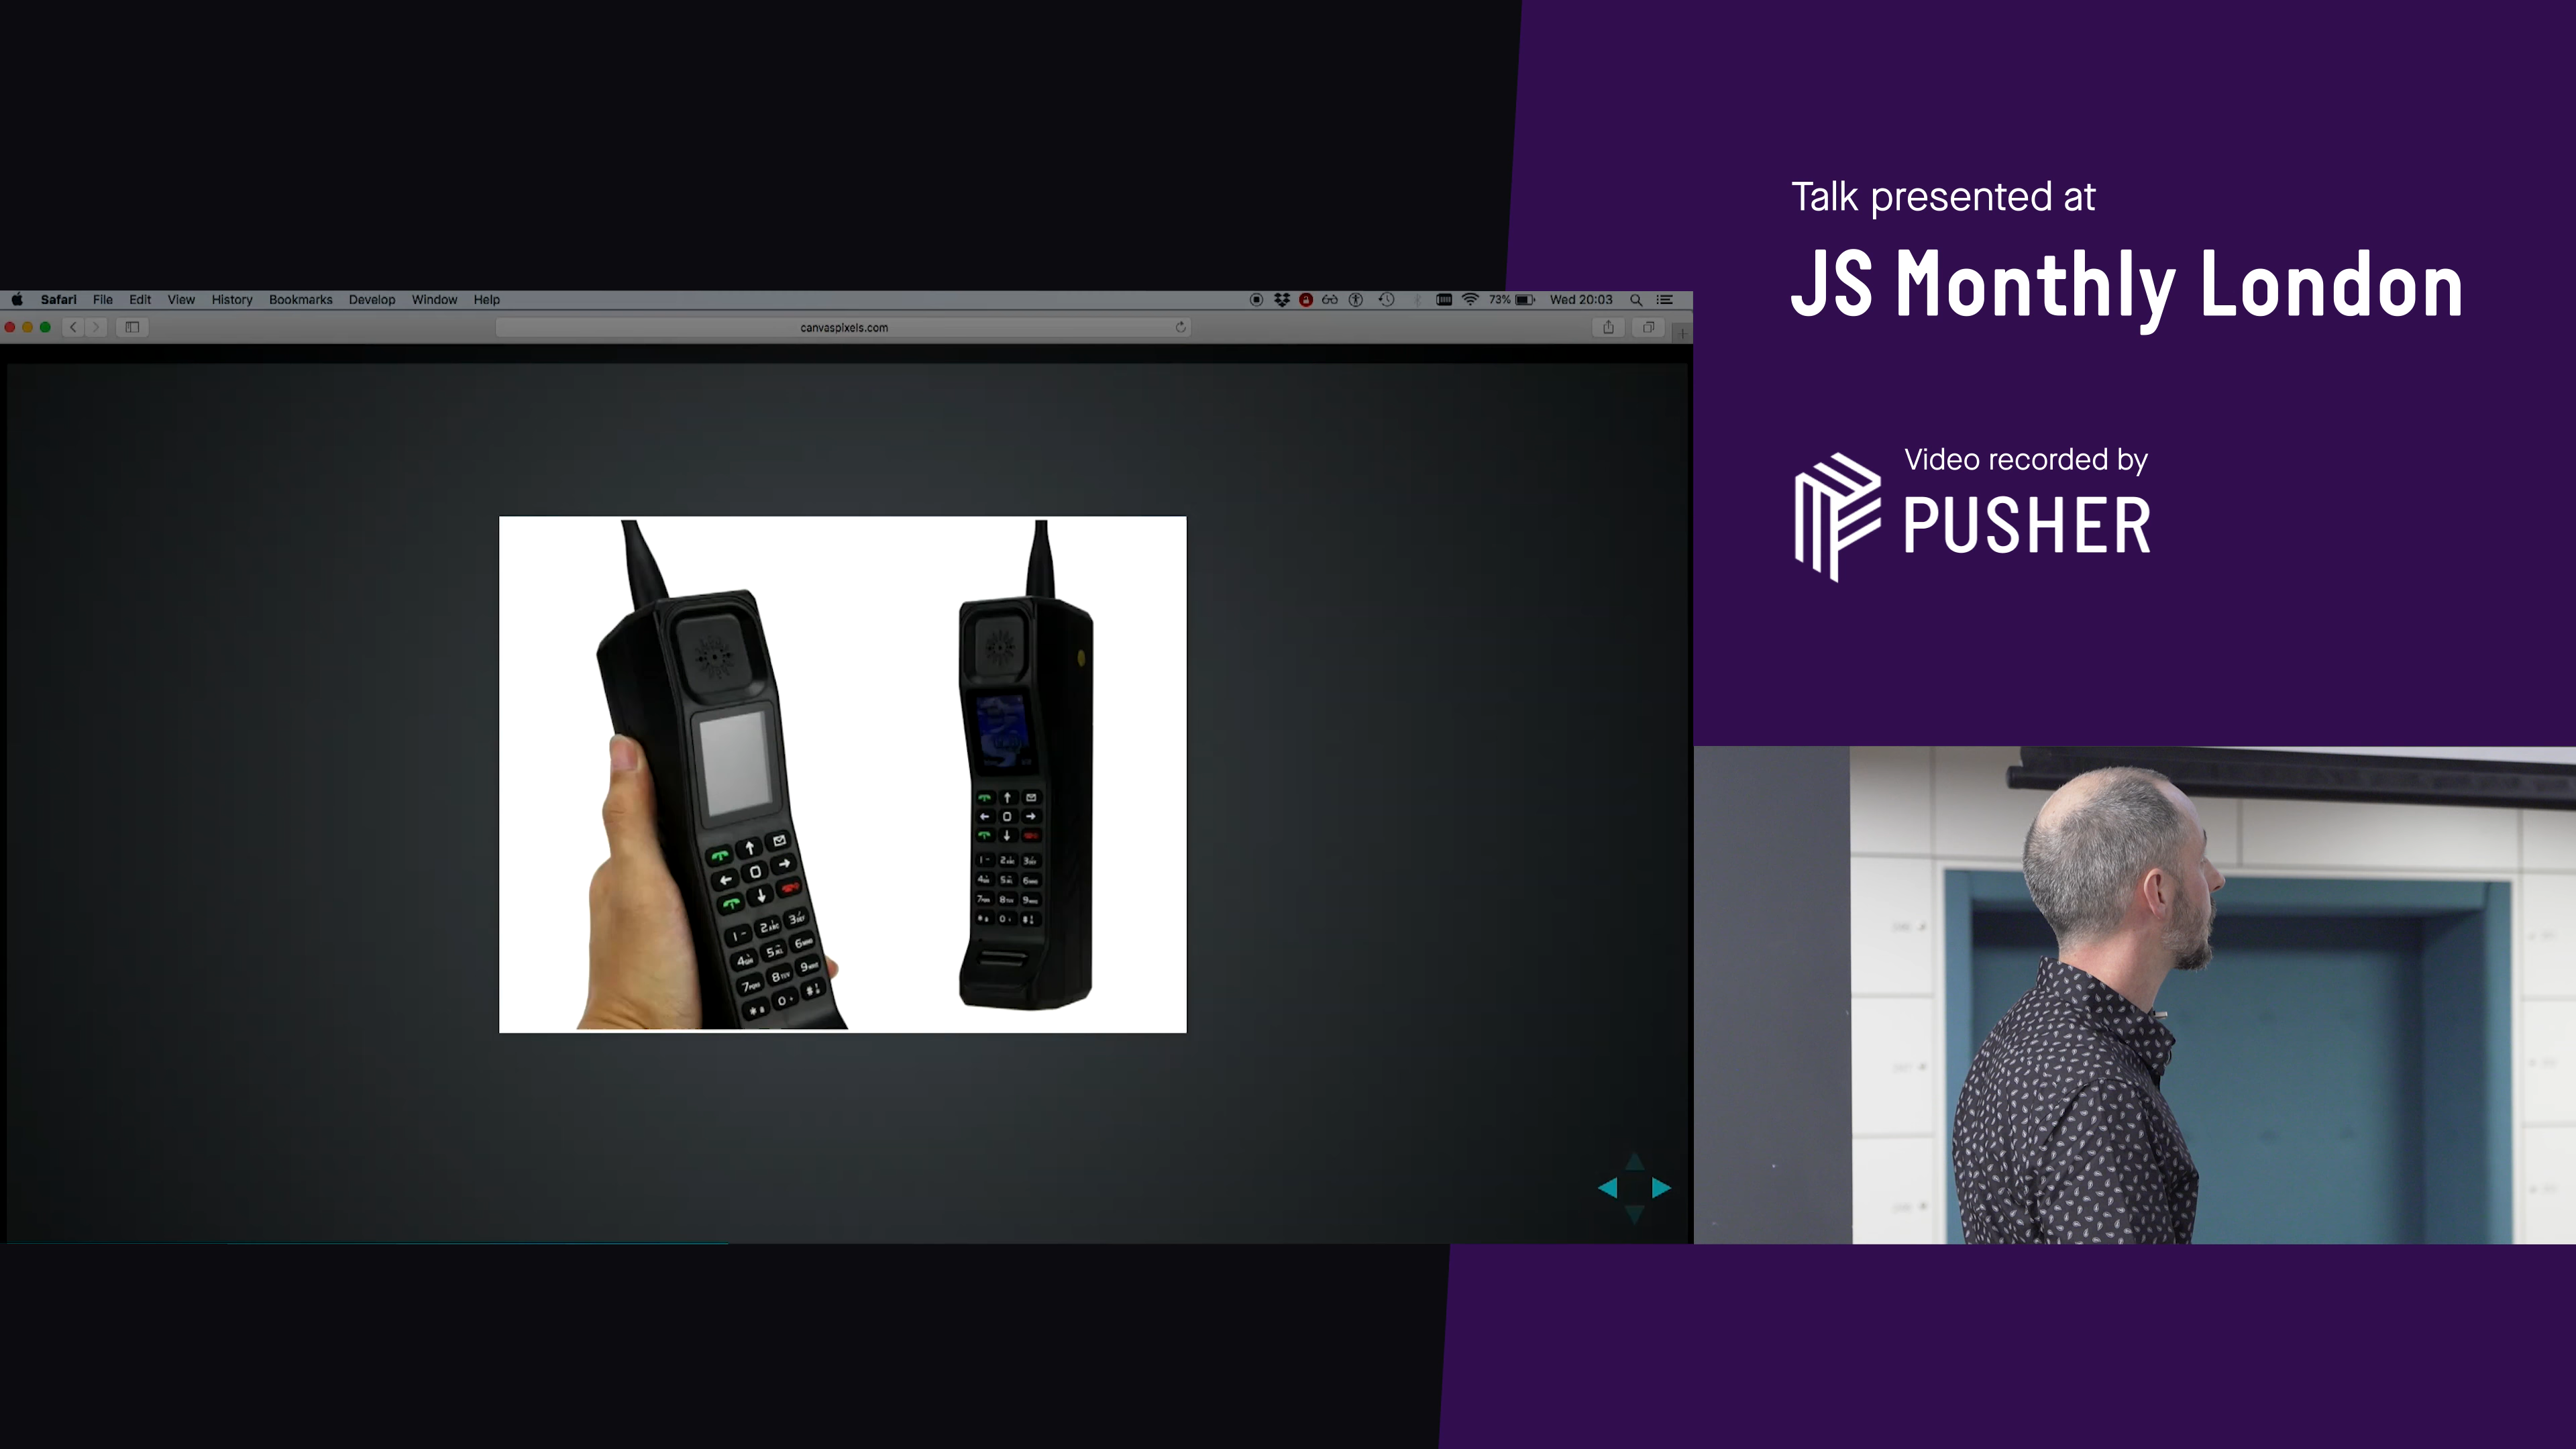 Talk presented at
JS Monthly London
Video recorded by
PUSHER
Safari File Edit View History Bookmarks Develop Window Help
73% Wed 20:03
canvaspixels.com